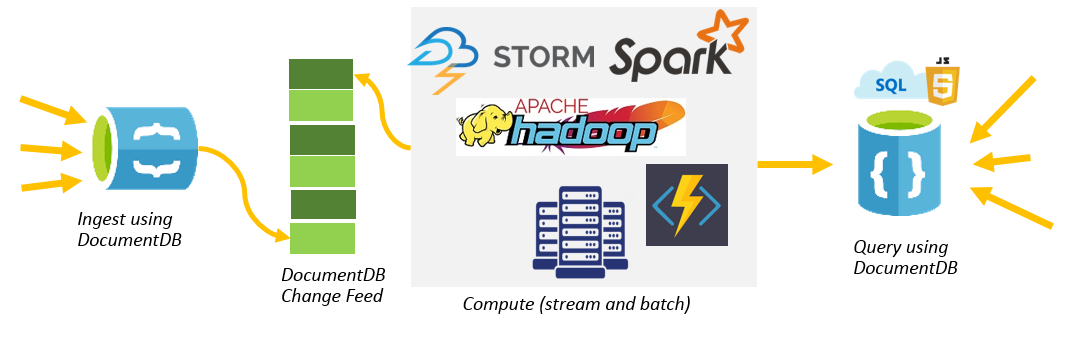 STORM
Spark
APACHE
hadoop
JS
SQL
5
{ }
{ }
Ingest using
DocumentDB
DocumentDB
Change Feed
Compute (stream and batch)
Query using
DocumentDB